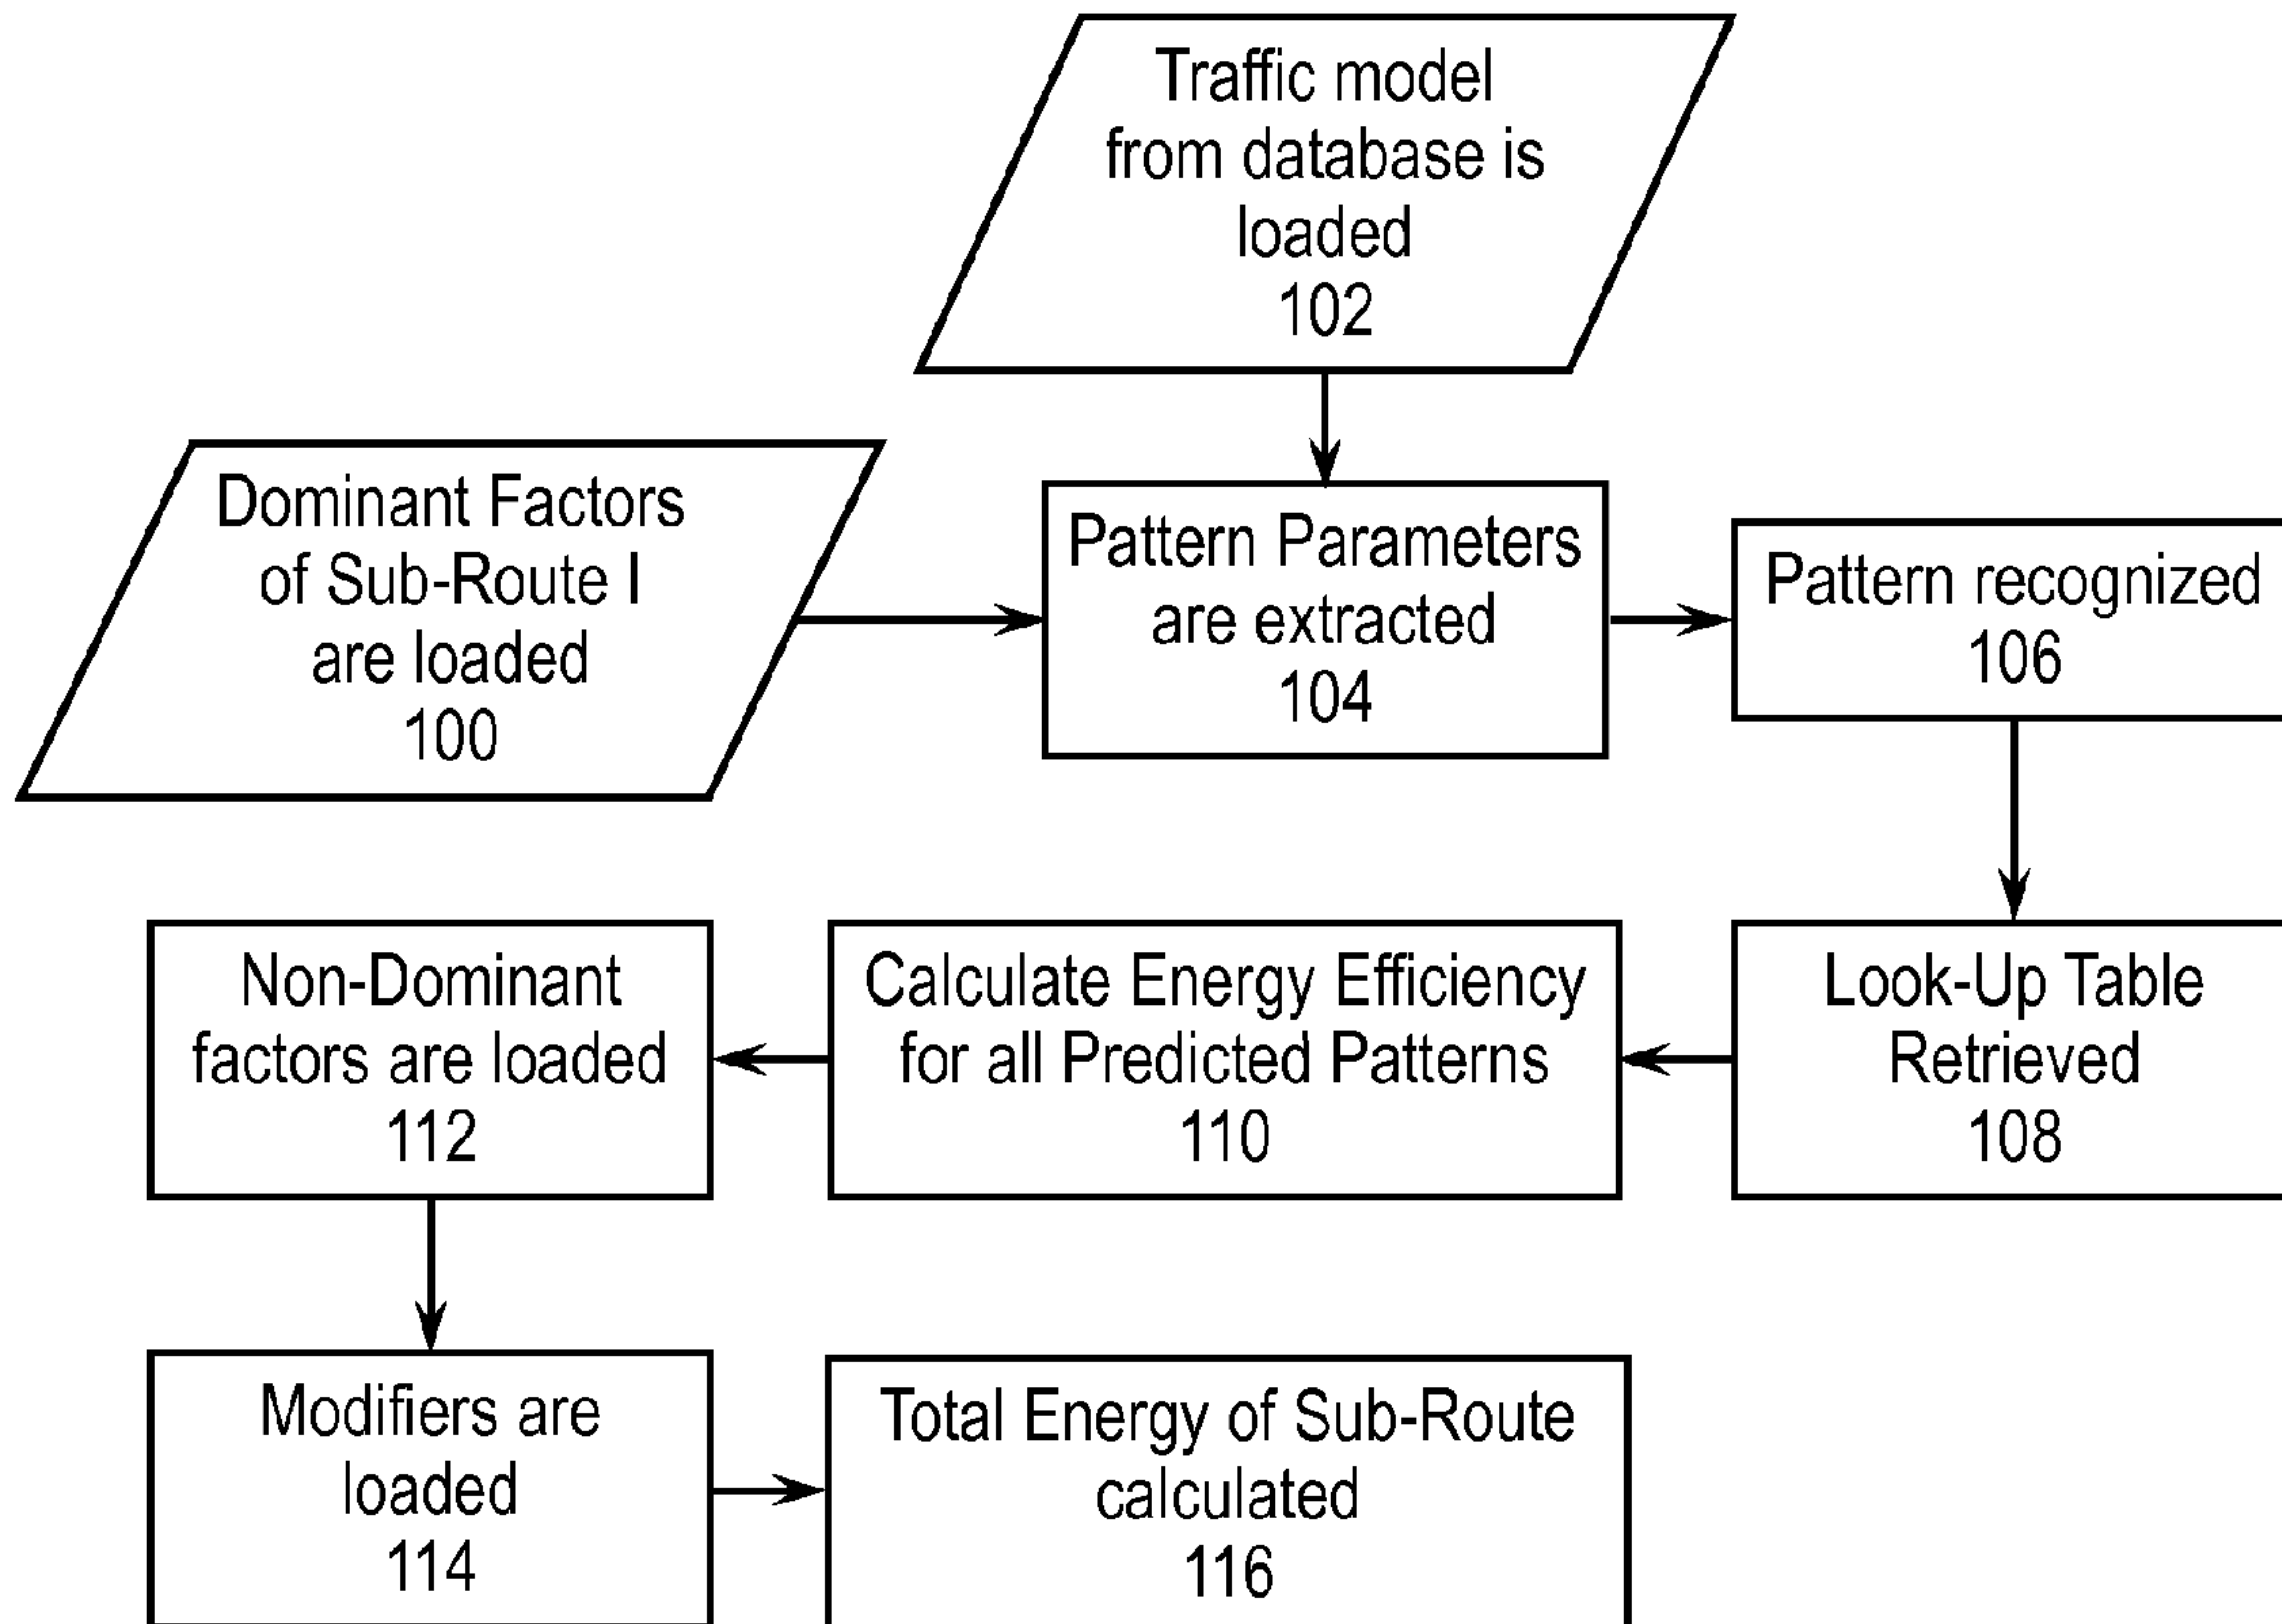 Traffic model
from database is
loaded
102
Dominant Factors
of Sub-Route I
are loaded
100
Pattern Parameters
are extracted
104
Pattern recognized
106
Non-Dominant
factors are loaded
112
Calculate Energy Efficiency
for all Predicted Patterns
110
Look-Up Table
Retrieved
108
Modifiers are
loaded
114
Total Energy of Sub-Route
calculated
116